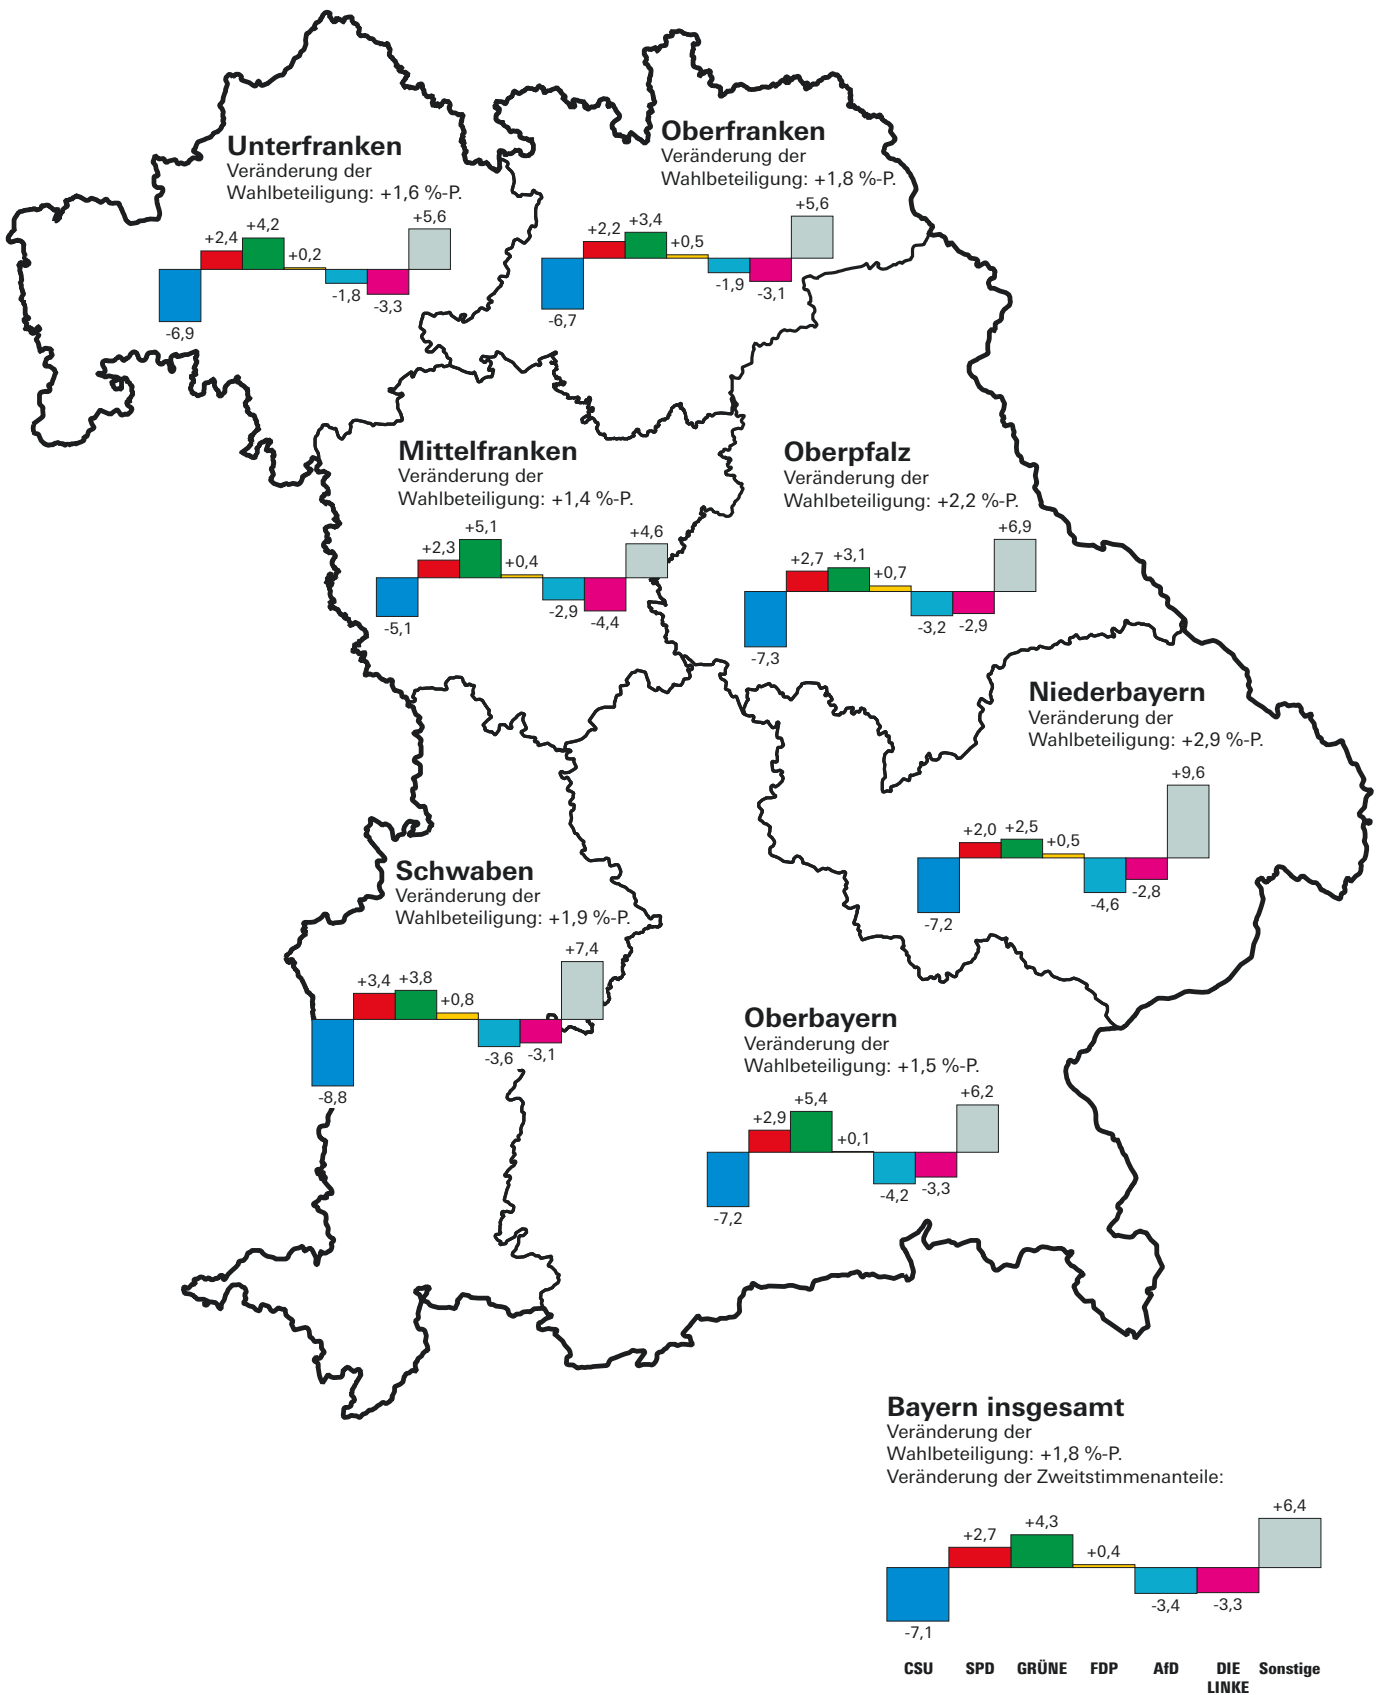 Unterfranken
Veränderung der
Wahlbeteiligung: +1,6 %-P.
+2,4
+4,2
+0,2
+5,6
-6,9
-1,8
-3,3
Oberfranken
Veränderung der
Wahlbeteiligung: +1,8 %-P.
+2,2
+3,4
+0,5
+5,6
-6,7
-1,9
-3,1
Mittelfranken
Veränderung der
Wahlbeteiligung: +1,4 %-P.
+2,3
+5,1
+0,4
+4,6
-5,1
-2,9
-4,4
Oberpfalz
Veränderung der
Wahlbeteiligung: +2,2 %-P.
+2,7
+3,1
+0,7
+6,9
-7,3
-3,2
-2,9
Niederbayern
Veränderung der
Wahlbeteiligung: +2,9 %-P.
+2,0
+2,5
+0,5
+9,6
-7,2
-4,6
-2,8
Schwaben
Veränderung der
Wahlbeteiligung: +1,9 %-P.
+3,4
+3,8
+0,8
+7,4
-8,8
-3,6
-3,1
Oberbayern
Veränderung der
Wahlbeteiligung: +1,5 %-P.
+2,9
+5,4
+0,1
+6,2
-7,2
-4,2
-3,3
Bayern insgesamt
Veränderung der
Wahlbeteiligung: +1,8 %-P.
Veränderung der Zweitstimmenanteile:
+2,7
+4,3
+0,4
+6,4
-7,1
-3,4
-3,3
CSU SPD GRÜNE FDP AfD DIE Sonstige
LINKE